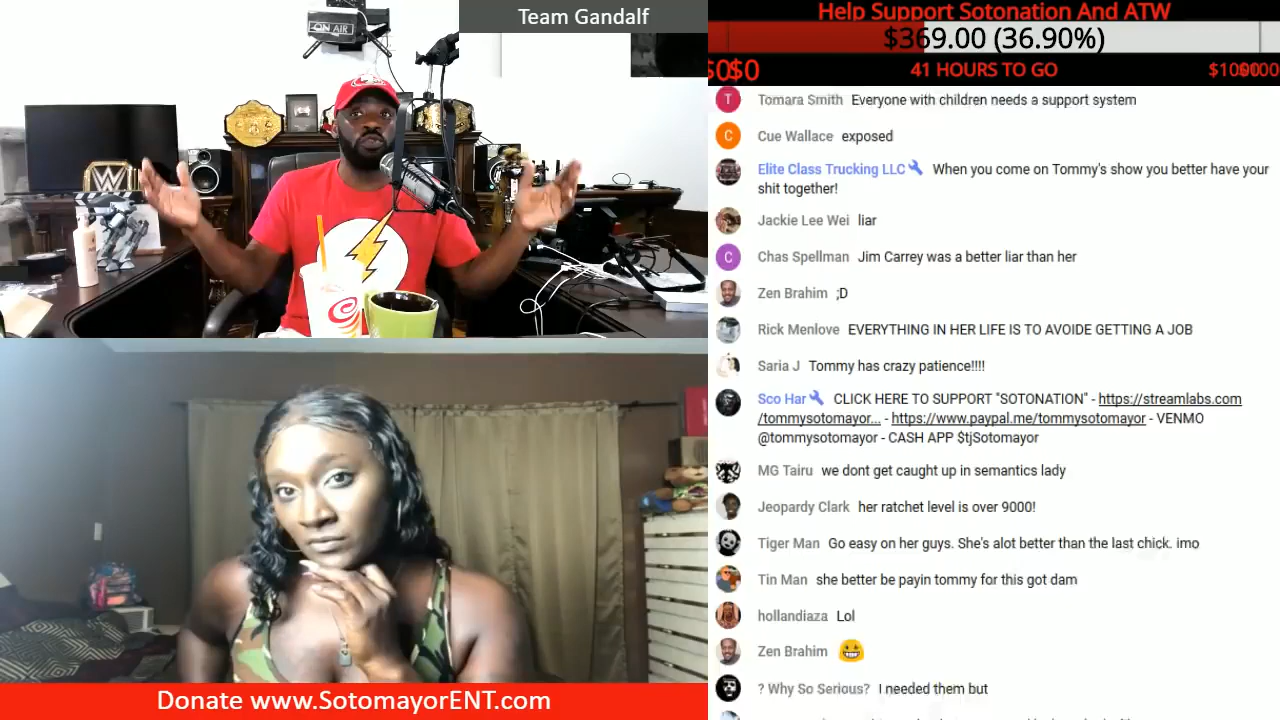 Team Gandalf
ON AIR
W
Donate www.SotomayorENT.com
Help Support Sotonation And ATW
$369.00 (36.90%)
$0
41 HOURS TO GO
T Tomara Smith Everyone with children needs a support system
C Cue Wallace exposed
Elite Class Trucking LLC When you come on Tommy's show you better have your
shit together!
Jackie Lee Wei liar
C Chas Spellman Jim Carrey was a better liar than her
Zen Brahim ;D
Rick Menlove EVERYTHING IN HER LIFE IS TO AVOIDE GETTING A JOB
Saria J Tommy has crazy patience!!!!
Sco Har CLICK HERE TO SUPPORT "SOTONATION" - https://streamlabs.com
/tommysotomayor... - https://www.paypal.me/tommysotomayor - VENMO
@tommysotomayor - CASH APP $tjSotomayor
MG Tairu we dont get caught up in semantics lady
Jeopardy Clark her ratchet level is over 9000!
Tiger Man Go easy on her guys. She's alot better than the last chick. imo
Tin Man she better be payin tommy for this got dam
hollandiaza Lol
Zen Brahim 😁
? Why So Serious? I needed them but